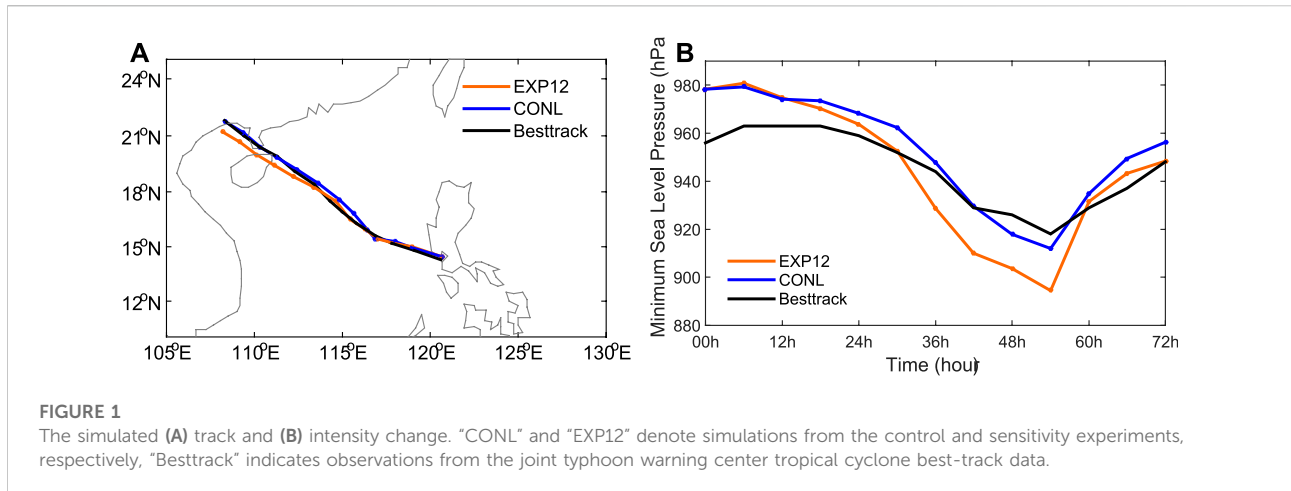 A
24°N
21°N
18°N
15°N
12°N
105°E 110°E 115°E 120°E 125°E 130°E
EXP12
CONL
Besttrack
B
Minimum Sea Level Pressure (hPa
980
960
940
920
900
880
00h 12h 24h 36h 48h 60h 72h
Time (hour)
EXP12
CONL
Besttrack
FIGURE 1
The simulated (A) track and (B) intensity change. “CONL” and “EXP12” denote simulations from the control and sensitivity experiments,
respectively, “Besttrack” indicates observations from the joint typhoon warning center tropical cyclone best-track data.